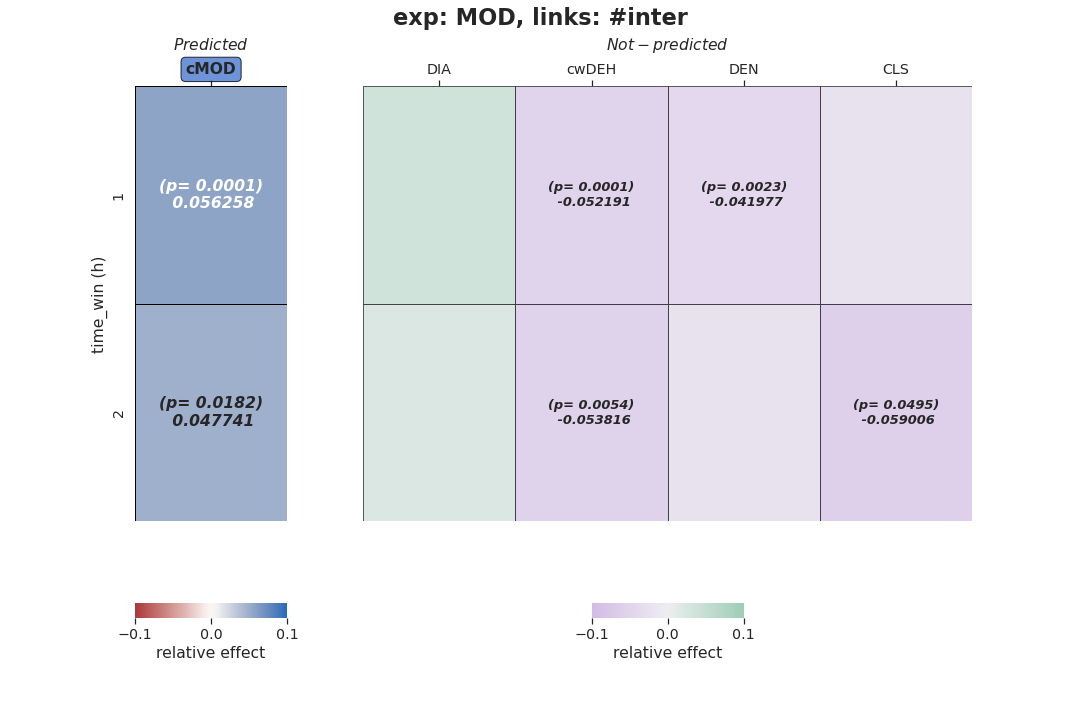 exp: MOD, links: #inter
Predicted
Not − predicted
cMOD
DIA
cwDEH
DEN
CLS
time_win (h)
1
(p= 0.0001)
0.056258
(p= 0.0001)
-0.052191
(p= 0.0023)
-0.041977
2
(p= 0.0182)
0.047741
(p= 0.0054)
-0.053816
(p= 0.0495)
-0.059006
−0.1
0.0
0.1
relative effect
−0.1
0.0
0.1
relative effect